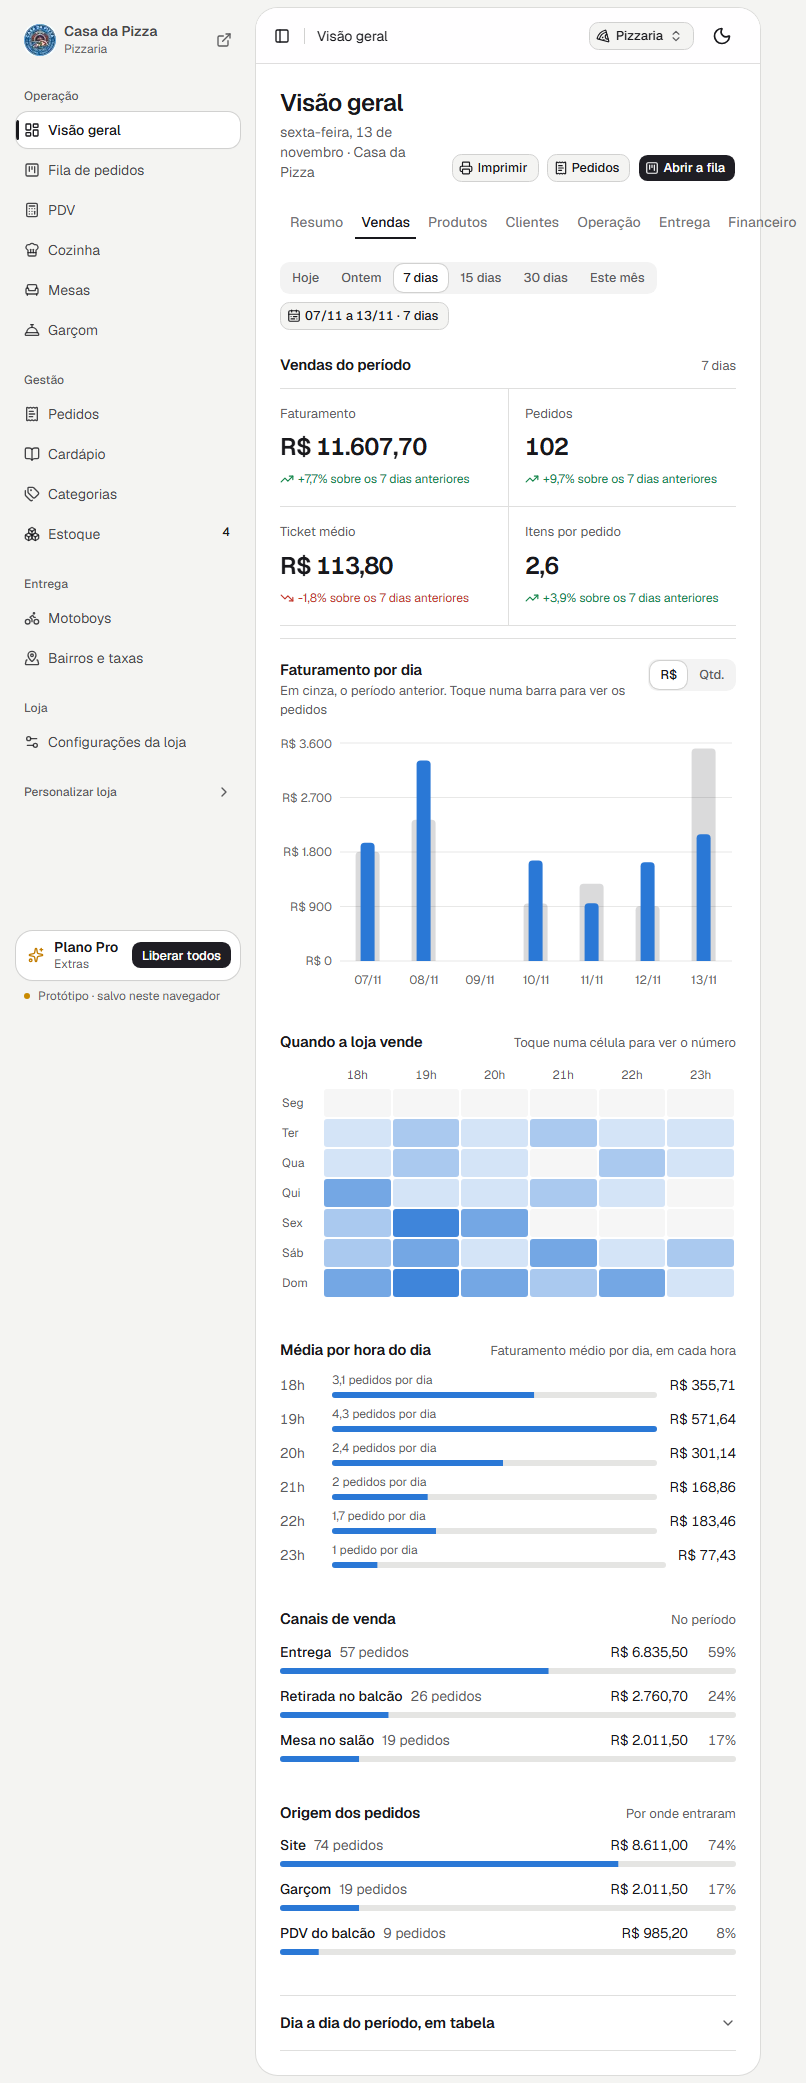 Casa da Pizza
Pizzaria
Operação
Visão geral
Fila de pedidos
PDV
Cozinha
Mesas
Garçom
Gestão
Pedidos
Cardápio
Categorias
Estoque 4
Entrega
Motoboys
Bairros e taxas
Loja
Configurações da loja
Personalizar loja
Plano Pro
Extras
Liberar todos
Protótipo · salvo neste navegador
Visão geral
Pizzaria
Visão geral
sexta-feira, 13 de
novembro · Casa da
Pizza
Imprimir Pedidos Abrir a fila
Resumo Vendas Produtos Clientes Operação Entrega Financeiro
Hoje Ontem 7 dias 15 dias 30 dias Este mês
07/11 a 13/11 · 7 dias
Vendas do período 7 dias
Faturamento
R$ 11.607,70
+7,7% sobre os 7 dias anteriores
Pedidos
102
+9,7% sobre os 7 dias anteriores
Ticket médio
R$ 113,80
-1,8% sobre os 7 dias anteriores
Itens por pedido
2,6
+3,9% sobre os 7 dias anteriores
Faturamento por dia
Em cinza, o período anterior. Toque numa barra para ver os
pedidos
R$ Qtd.
R$ 3.600
R$ 2.700
R$ 1.800
R$ 900
R$ 0
07/11 08/11 09/11 10/11 11/11 12/11 13/11
Quando a loja vende Toque numa célula para ver o número
18h 19h 20h 21h 22h 23h
Seg
Ter
Qua
Qui
Sex
Sáb
Dom
Média por hora do dia Faturamento médio por dia, em cada hora
18h 3,1 pedidos por dia R$ 355,71
19h 4,3 pedidos por dia R$ 571,64
20h 2,4 pedidos por dia R$ 301,14
21h 2 pedidos por dia R$ 168,86
22h 1,7 pedido por dia R$ 183,46
23h 1 pedido por dia R$ 77,43
Canais de venda No período
Entrega 57 pedidos R$ 6.835,50 59%
Retirada no balcão 26 pedidos R$ 2.760,70 24%
Mesa no salão 19 pedidos R$ 2.011,50 17%
Origem dos pedidos Por onde entraram
Site 74 pedidos R$ 8.611,00 74%
Garçom 19 pedidos R$ 2.011,50 17%
PDV do balcão 9 pedidos R$ 985,20 8%
Dia a dia do período, em tabela